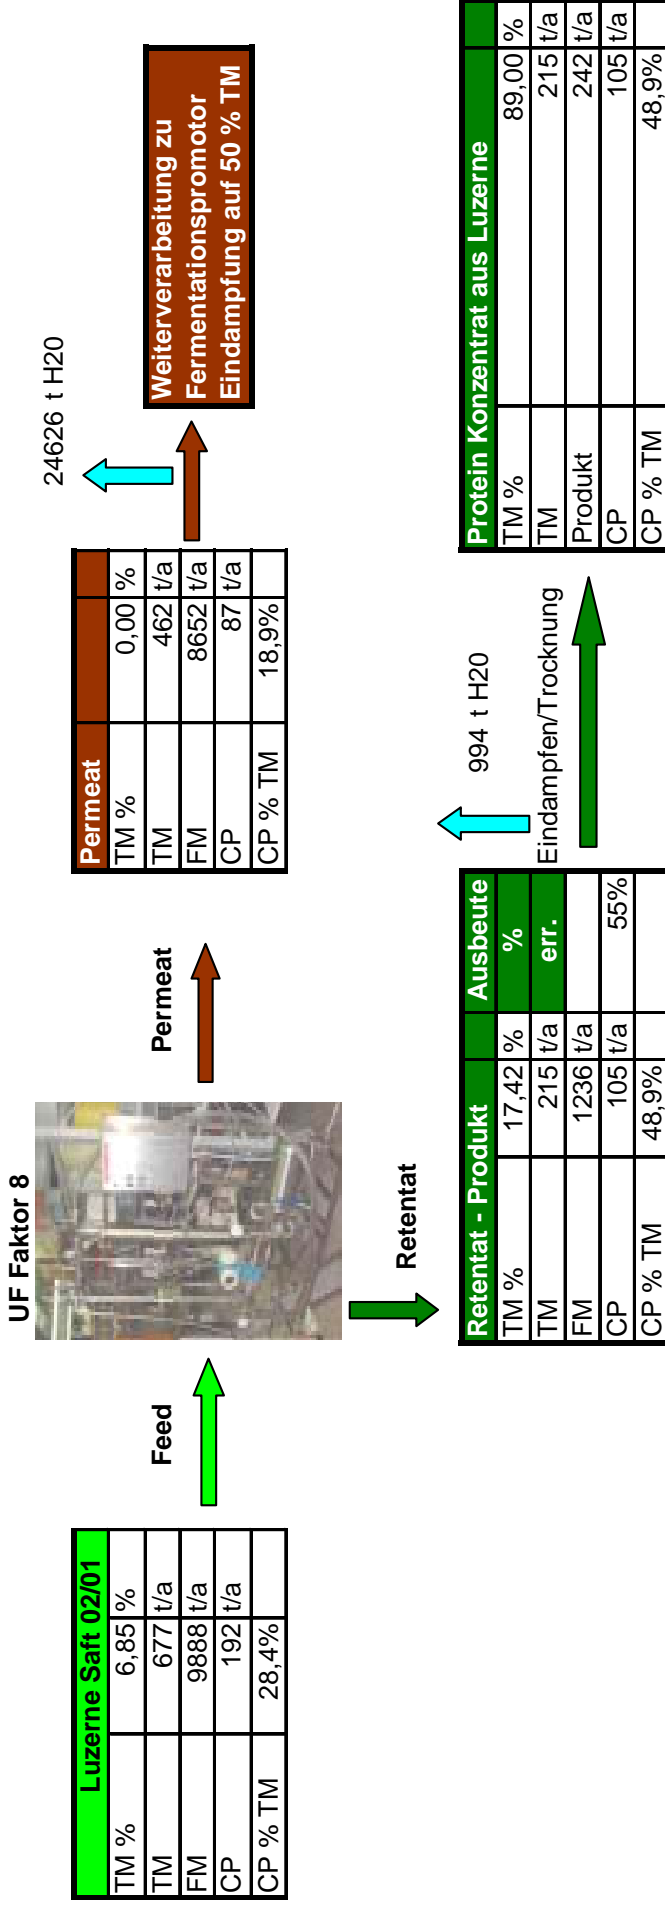 UF Faktor 8
Luzerne Saft 02/01
TM % 6,85 %
TM 677 t/a
FM 9888 t/a
CP 192 t/a
CP % TM 28,4%
Feed
Permeat
Permeat
TM % 0,00 %
TM 462 t/a
FM 8652 t/a
CP 87 t/a
CP % TM 18,9%
24626 t H20
Weiterverarbeitung zu
Fermentationspromotor
Eindampfung auf 50 % TM
Retentat
Retentat - Produkt Ausbeute
TM % 17,42 % %
TM 215 t/a err.
FM 1236 t/a
CP 105 t/a 55%
CP % TM 48,9%
994 t H20
Eindampfen/Trocknung
Protein Konzentrat aus Luzerne
TM % 89,00 %
TM 215 t/a
Produkt 242 t/a
CP 105 t/a
CP % TM 48,9%